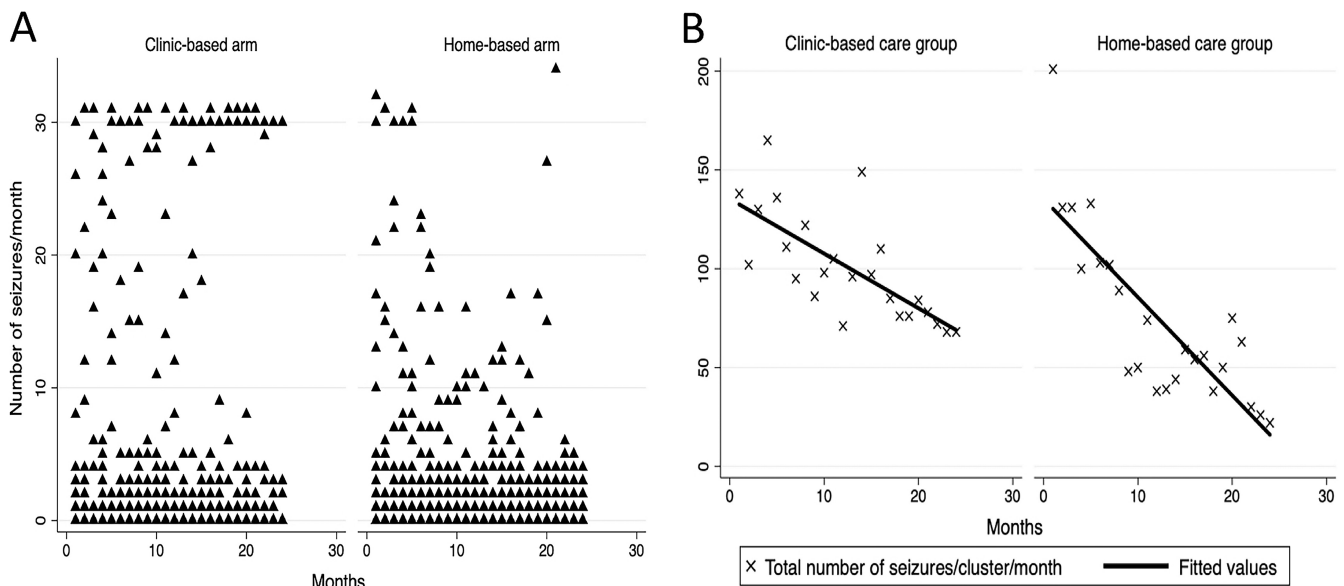 A
B
Clinic-based arm
Home-based arm
Clinic-based care group
Home-based care group
Number of seizures/month
30
20
10
0
200
150
100
50
0
0 10 20 30
0 10 20 30
0 10 20 30
0 10 20 30
Months
Months
× Total number of seizures/cluster/month Fitted values